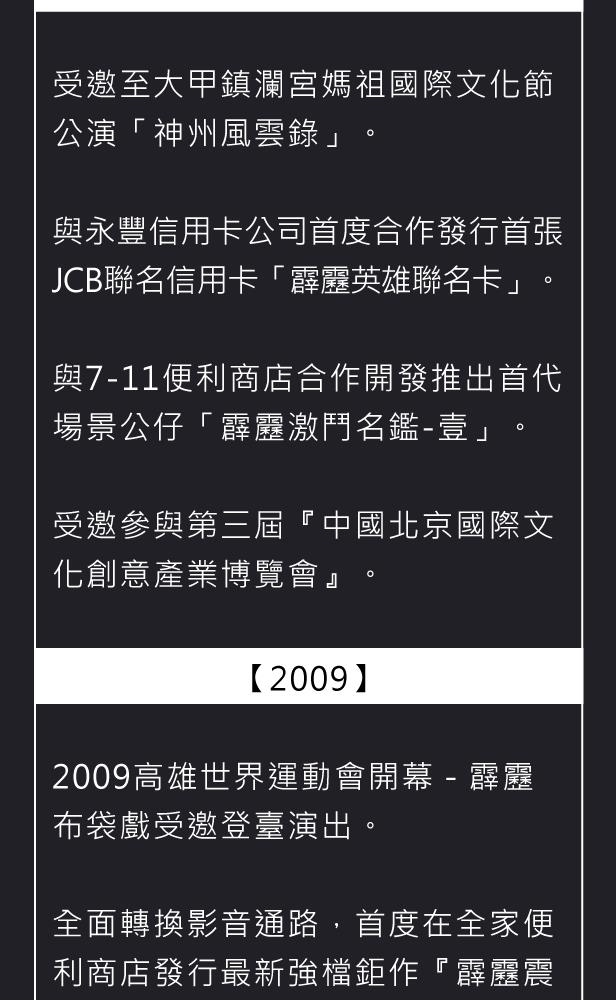 受邀至大甲鎮瀾宮媽祖國際文化節
公演「神州風雲錄」。
與永豐信用卡公司首度合作發行首張
JCB聯名信用卡「霹靂英雄聯名卡」。
與7-11便利商店合作開發推出首代
場景公仔「霹靂激鬥名鑑-壹」。
受邀參與第三屆『中國北京國際文
化創意產業博覽會』。
【2009】
2009高雄世界運動會開幕 - 霹靂
布袋戲受邀登臺演出。
全面轉換影音通路，首度在全家便
利商店發行最新強檔鉅作『霹靂震